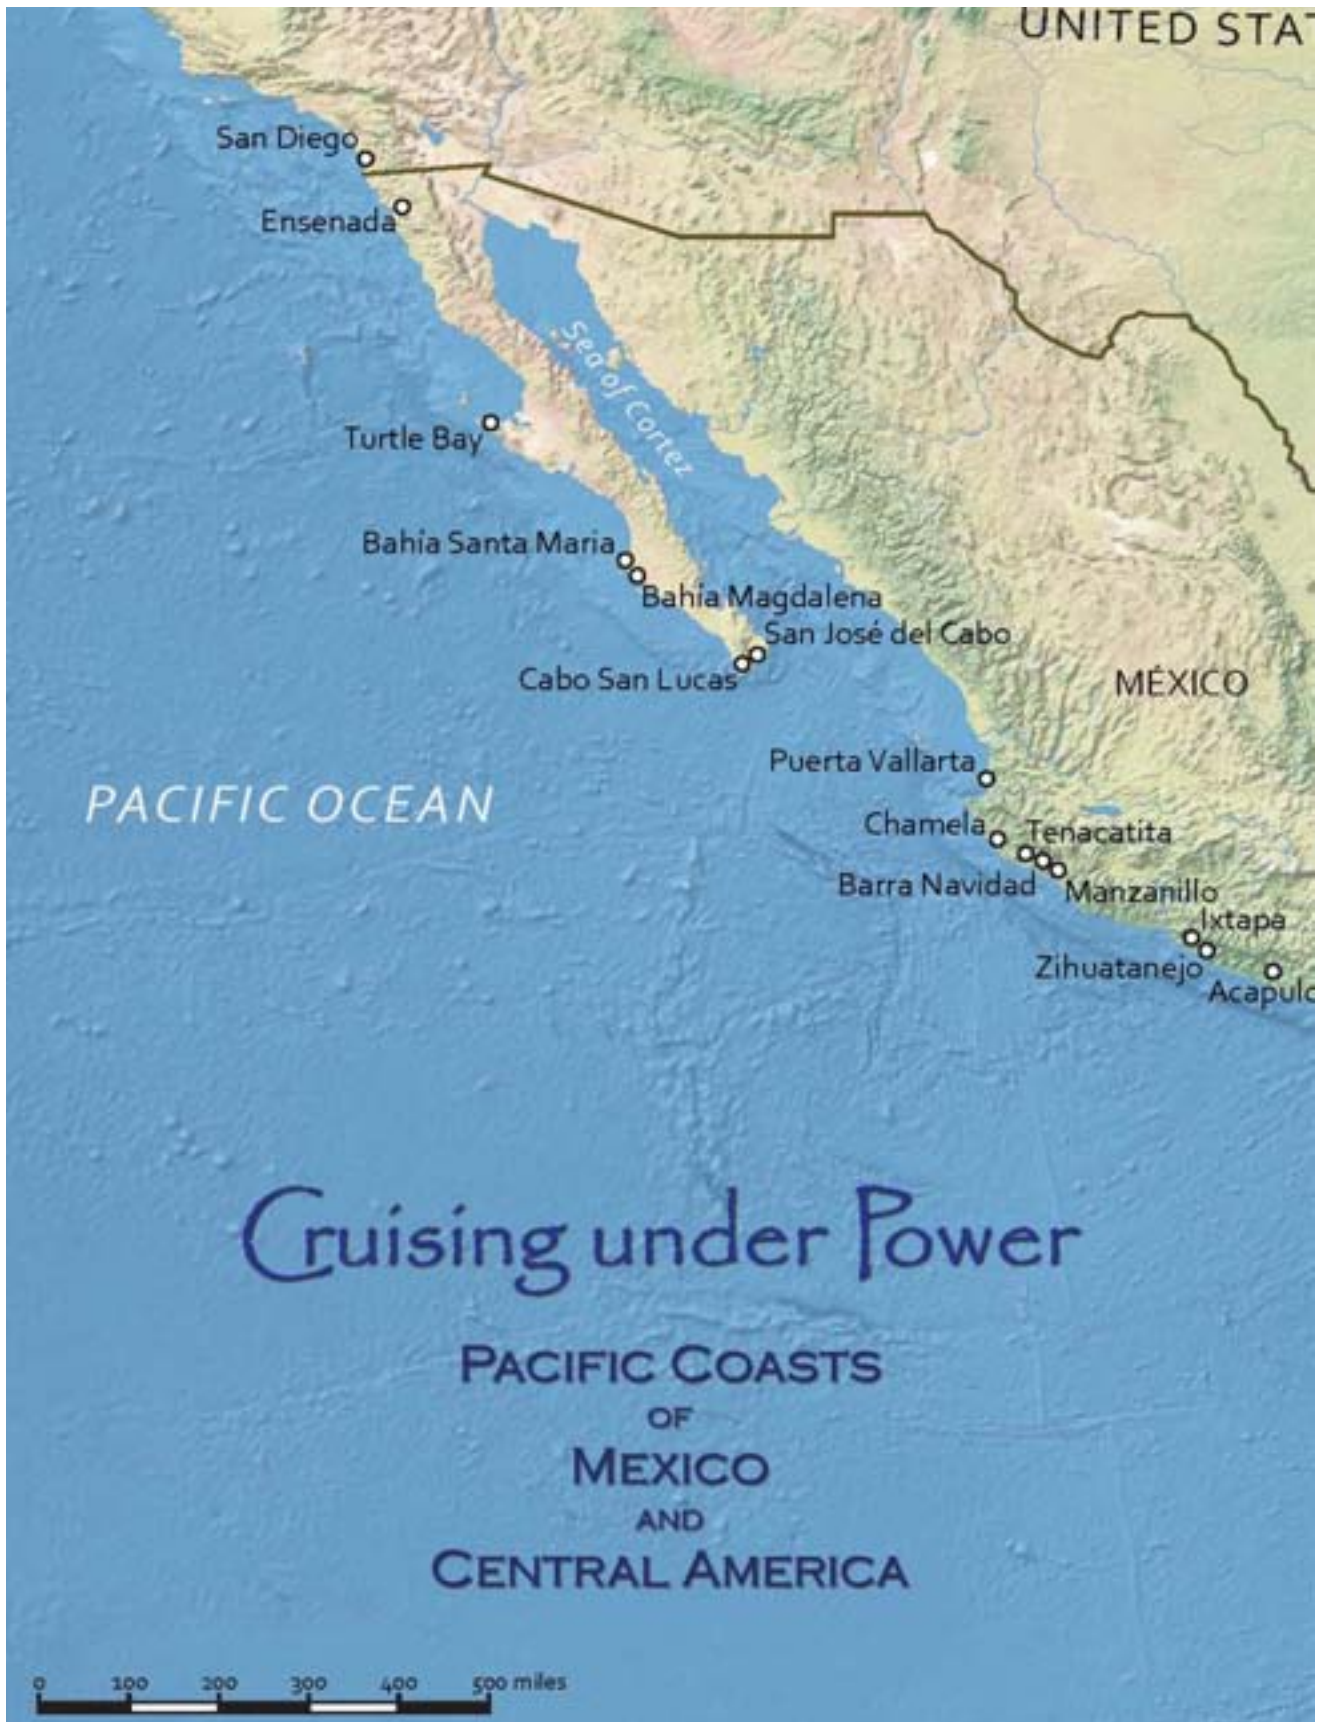 UNITED STA
San Diego
Ensenada
Sea of Cortez
Turtle Bay
Bahía Santa Maria
Bahía Magdalena
San José del Cabo
Cabo San Lucas
MÉXICO
Puerta Vallarta
PACIFIC OCEAN
Chamela
Tenacatita
Barra Navidad
Manzanillo
Ixtapa
Zihuatanejo
Acapulc
Cruising under Power
PACIFIC COASTS
OF
MEXICO
AND
CENTRAL AMERICA
0 100 200 300 400 500 miles